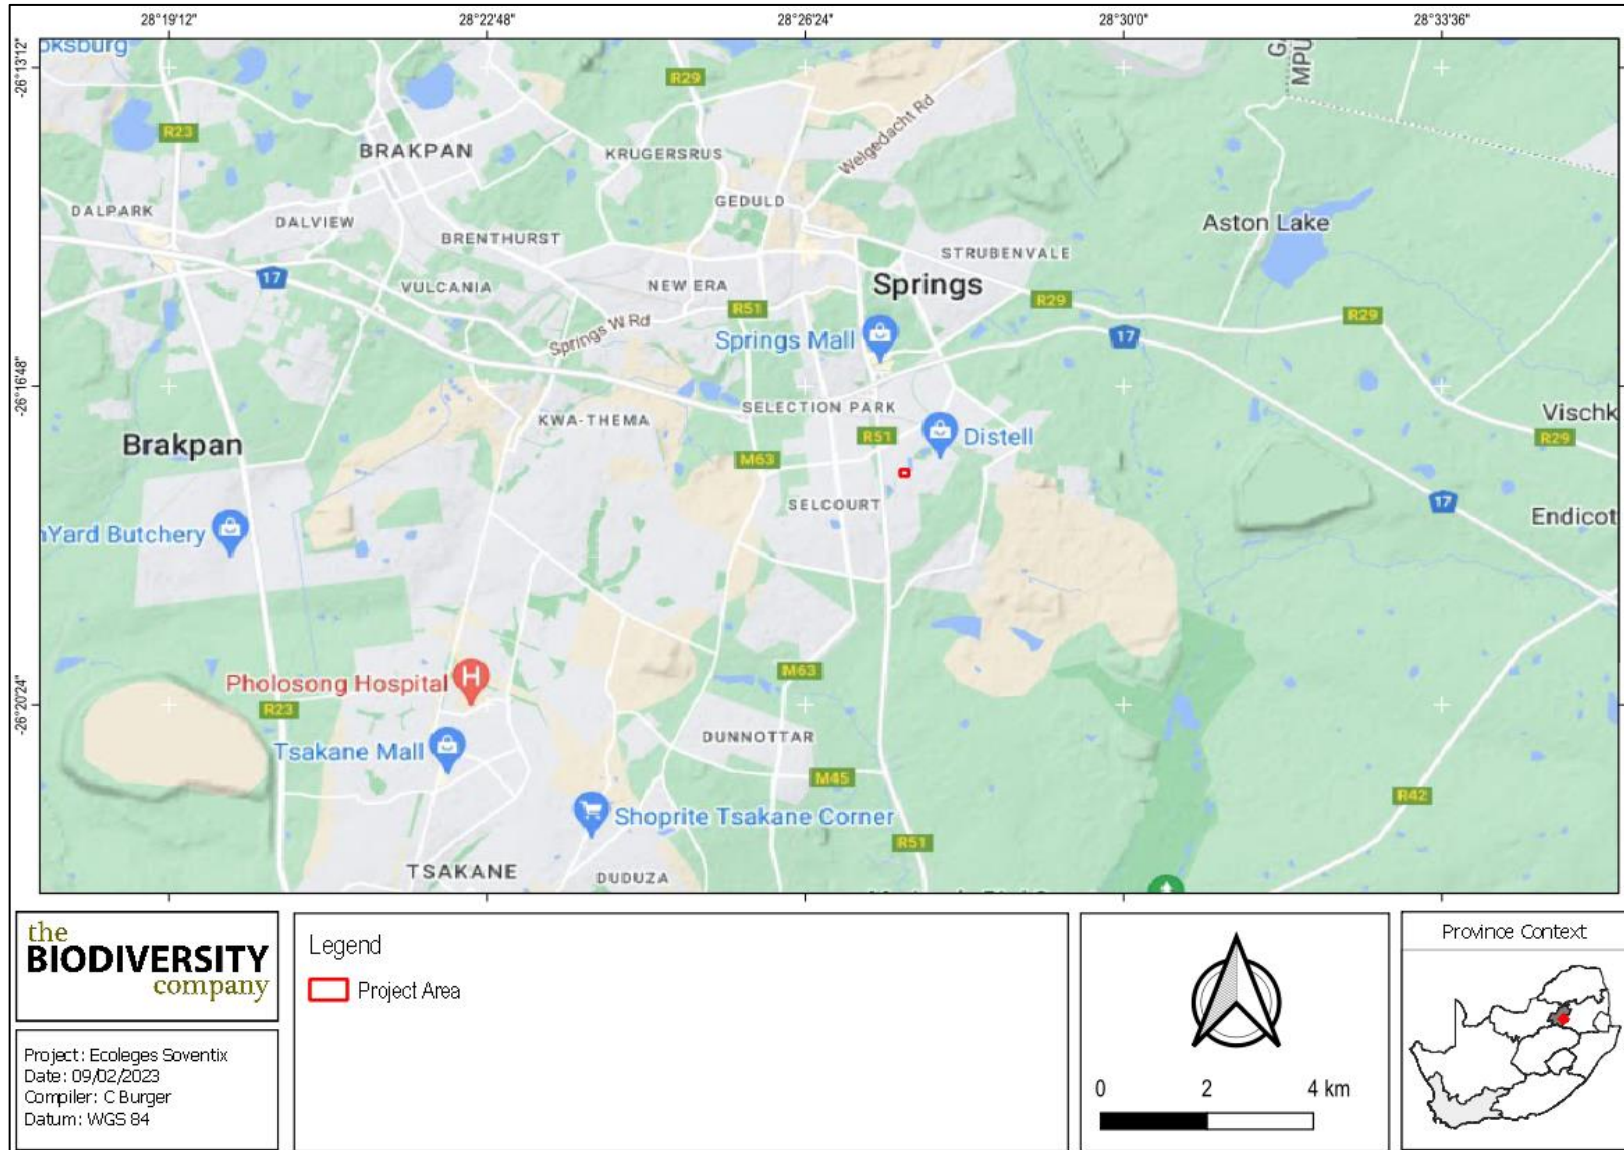 28°19'12"
28°22'48"
28°26'24"
28°30'0"
28°33'36"
-26°13'12"
-26°16'48"
-26°20'24"
oksburg
R29
MPU
R23
BRAKPAN
KRUGERSRUS
Welgedacht Rd
DALPARK
DALVIEW
GEDULD
Aston Lake
BRENTHURST
STRUBENVALE
17
VULCANIA
NEW ERA
Springs
R51
R29
R29
Springs W Rd
Springs Mall
17
SELECTION PARK
KWA-THEMA
Vischk
Brakpan
R51
Distell
R29
M63
SELCOURT
17
Endicot
nYard Butchery
M63
Pholosong Hospital
R23
DUNNOTTAR
Tsakane Mall
M45
R42
Shoprite Tsakane Corner
R51
TSAKANE
DUDUZA
the
BIODIVERSITY
company
Project: Ecoleges Soventix
Date: 09/02/2023
Compiler: C Burger
Datum: WGS 84
Legend
Project Area
0 2 4 km
Province Context